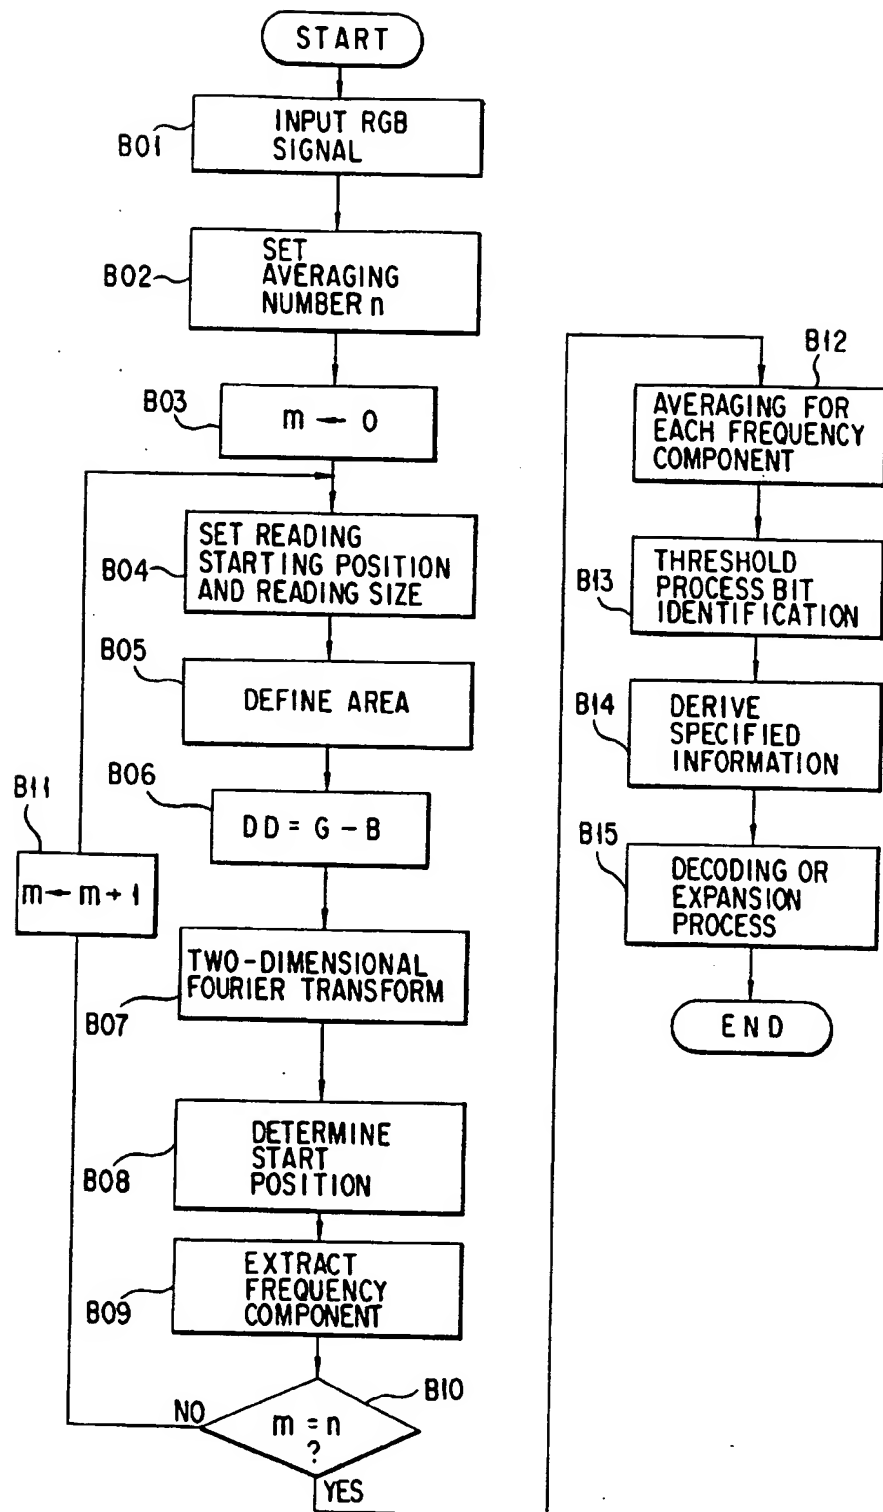 START
B01
INPUT RGB
SIGNAL
B02
SET
AVERAGING
NUMBER n
B03
m ← 0
B04
SET READING
STARTING POSITION
AND READING SIZE
B05
DEFINE AREA
B06
DD = G - B
B11
m ← m + 1
B07
TWO-DIMENSIONAL
FOURIER TRANSFORM
B08
DETERMINE
START
POSITION
B09
EXTRACT
FREQUENCY
COMPONENT
B10
NO
m = n
?
YES
B12
AVERAGING FOR
EACH FREQUENCY
COMPONENT
B13
THRESHOLD
PROCESS BIT
IDENTIFICATION
B14
DERIVE
SPECIFIED
INFORMATION
B15
DECODING OR
EXPANSION
PROCESS
END